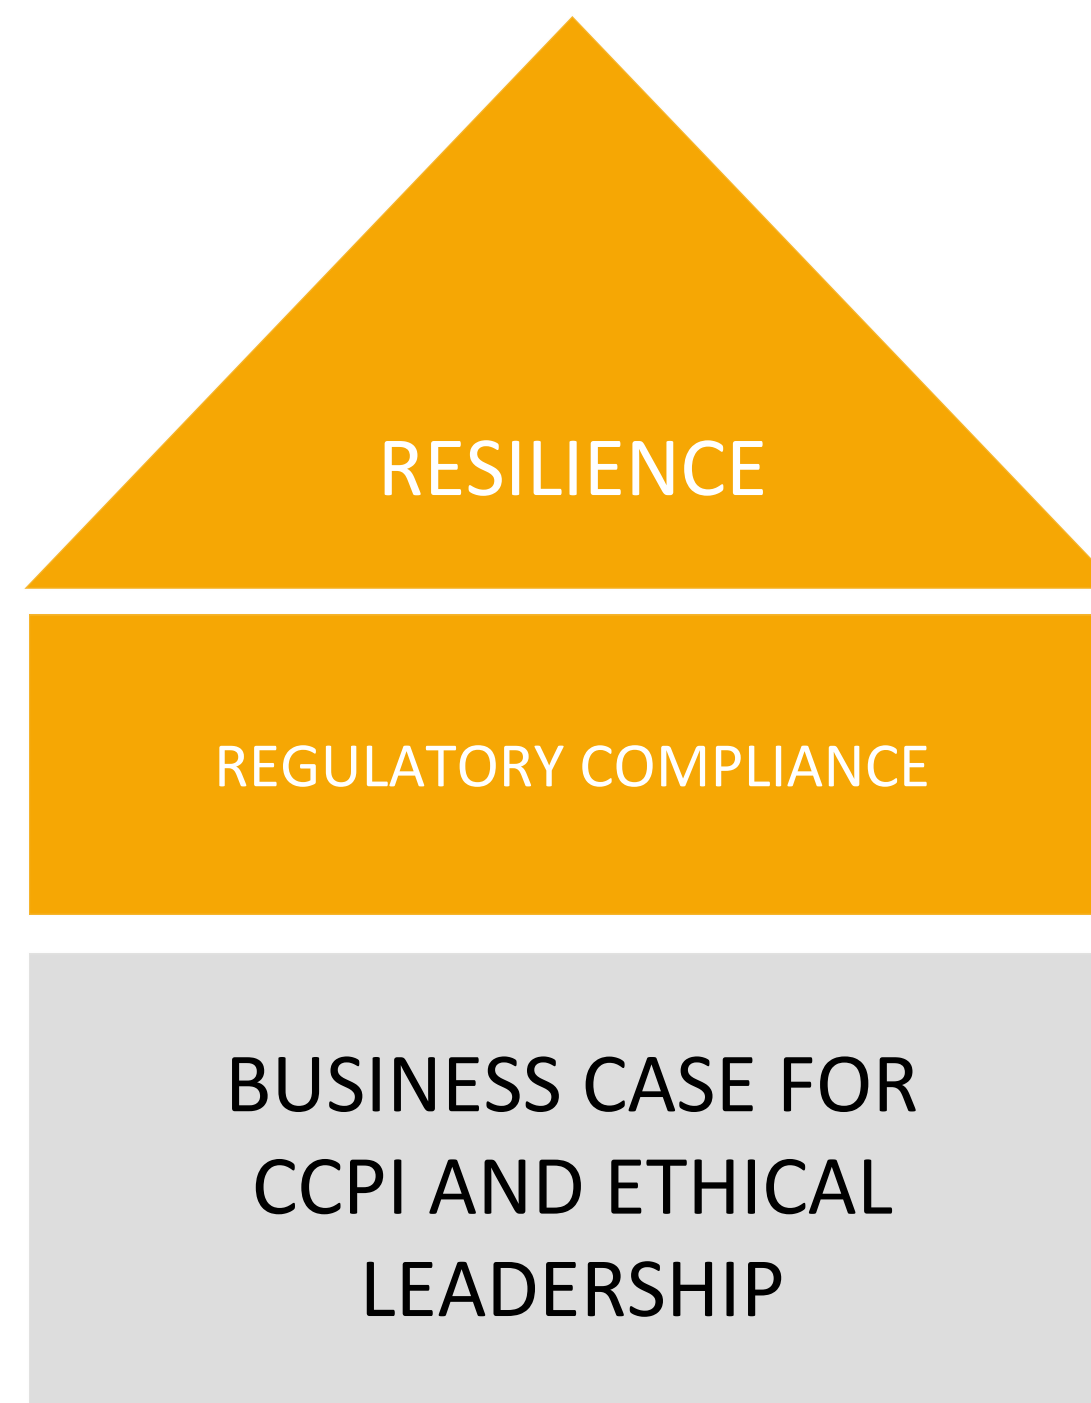 RESILIENCE
REGULATORY COMPLIANCE
BUSINESS CASE FOR
CCPI AND ETHICAL
LEADERSHIP